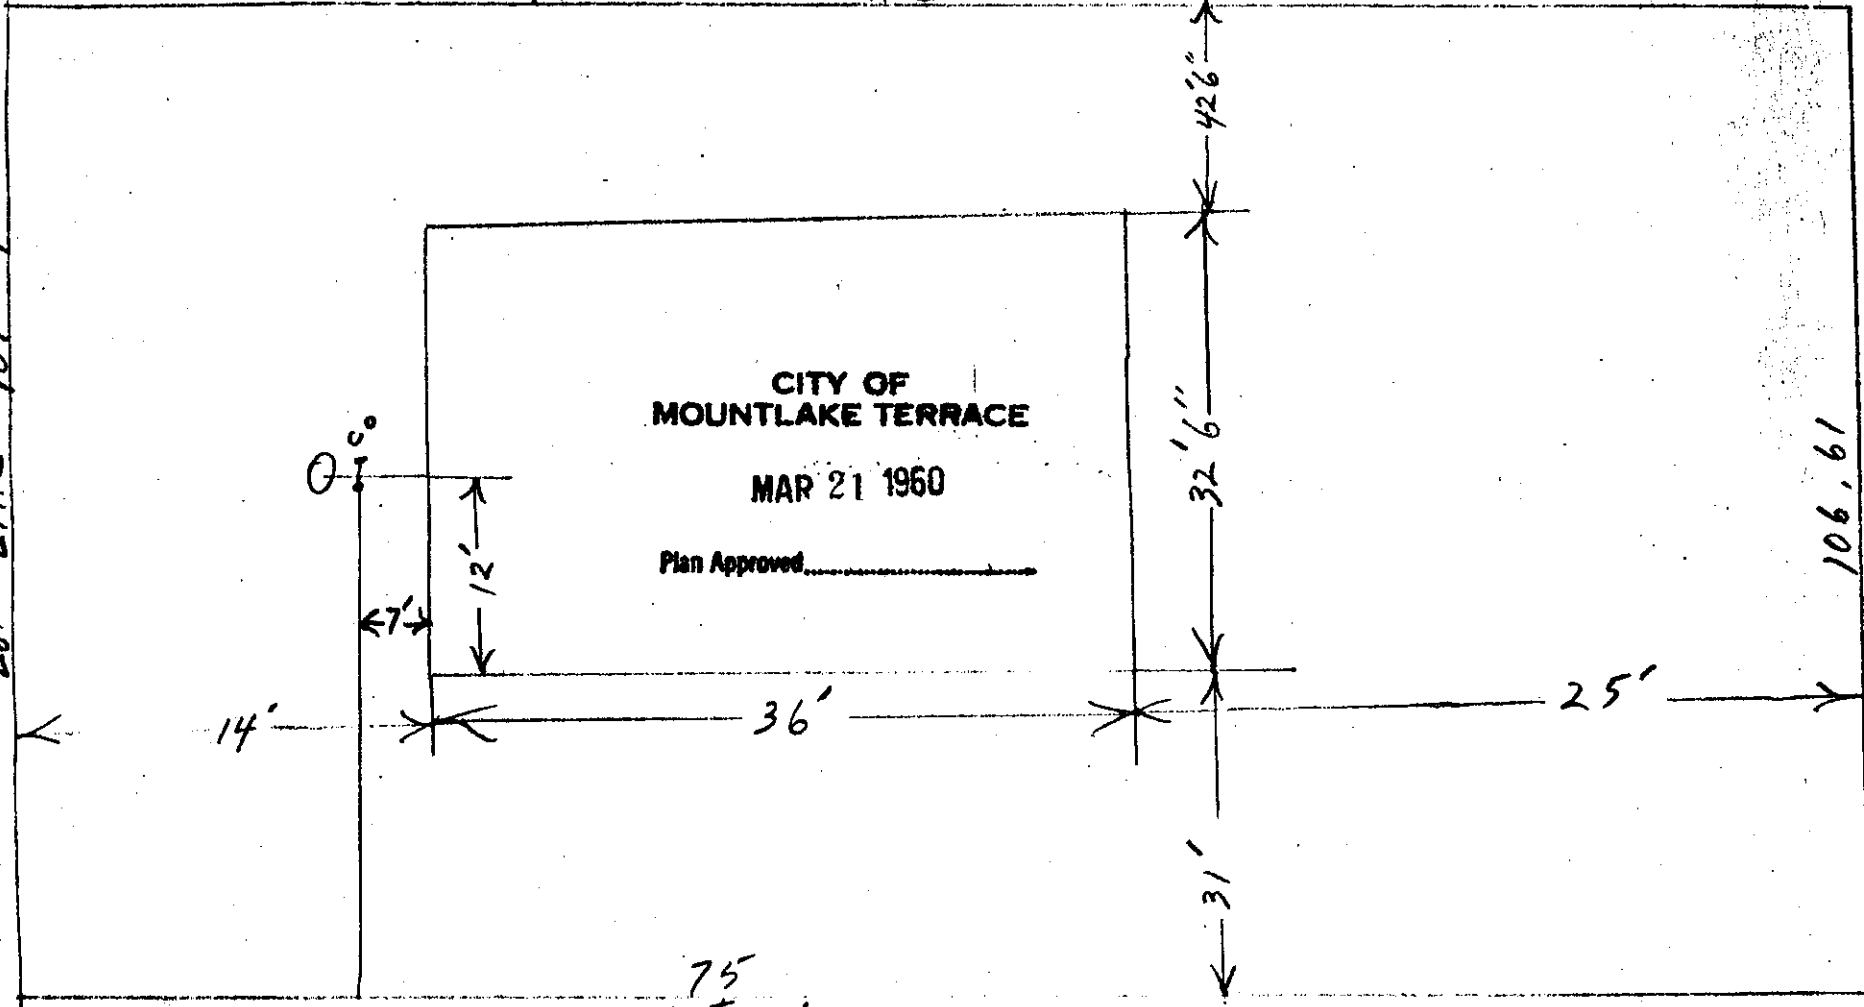 42'6"
CITY OF
MOUNTLAKE TERRACE
MAR 21 1960
Plan Approved
32'6"
106.61
co
12'
7'
14'
36'
25'
31'
75